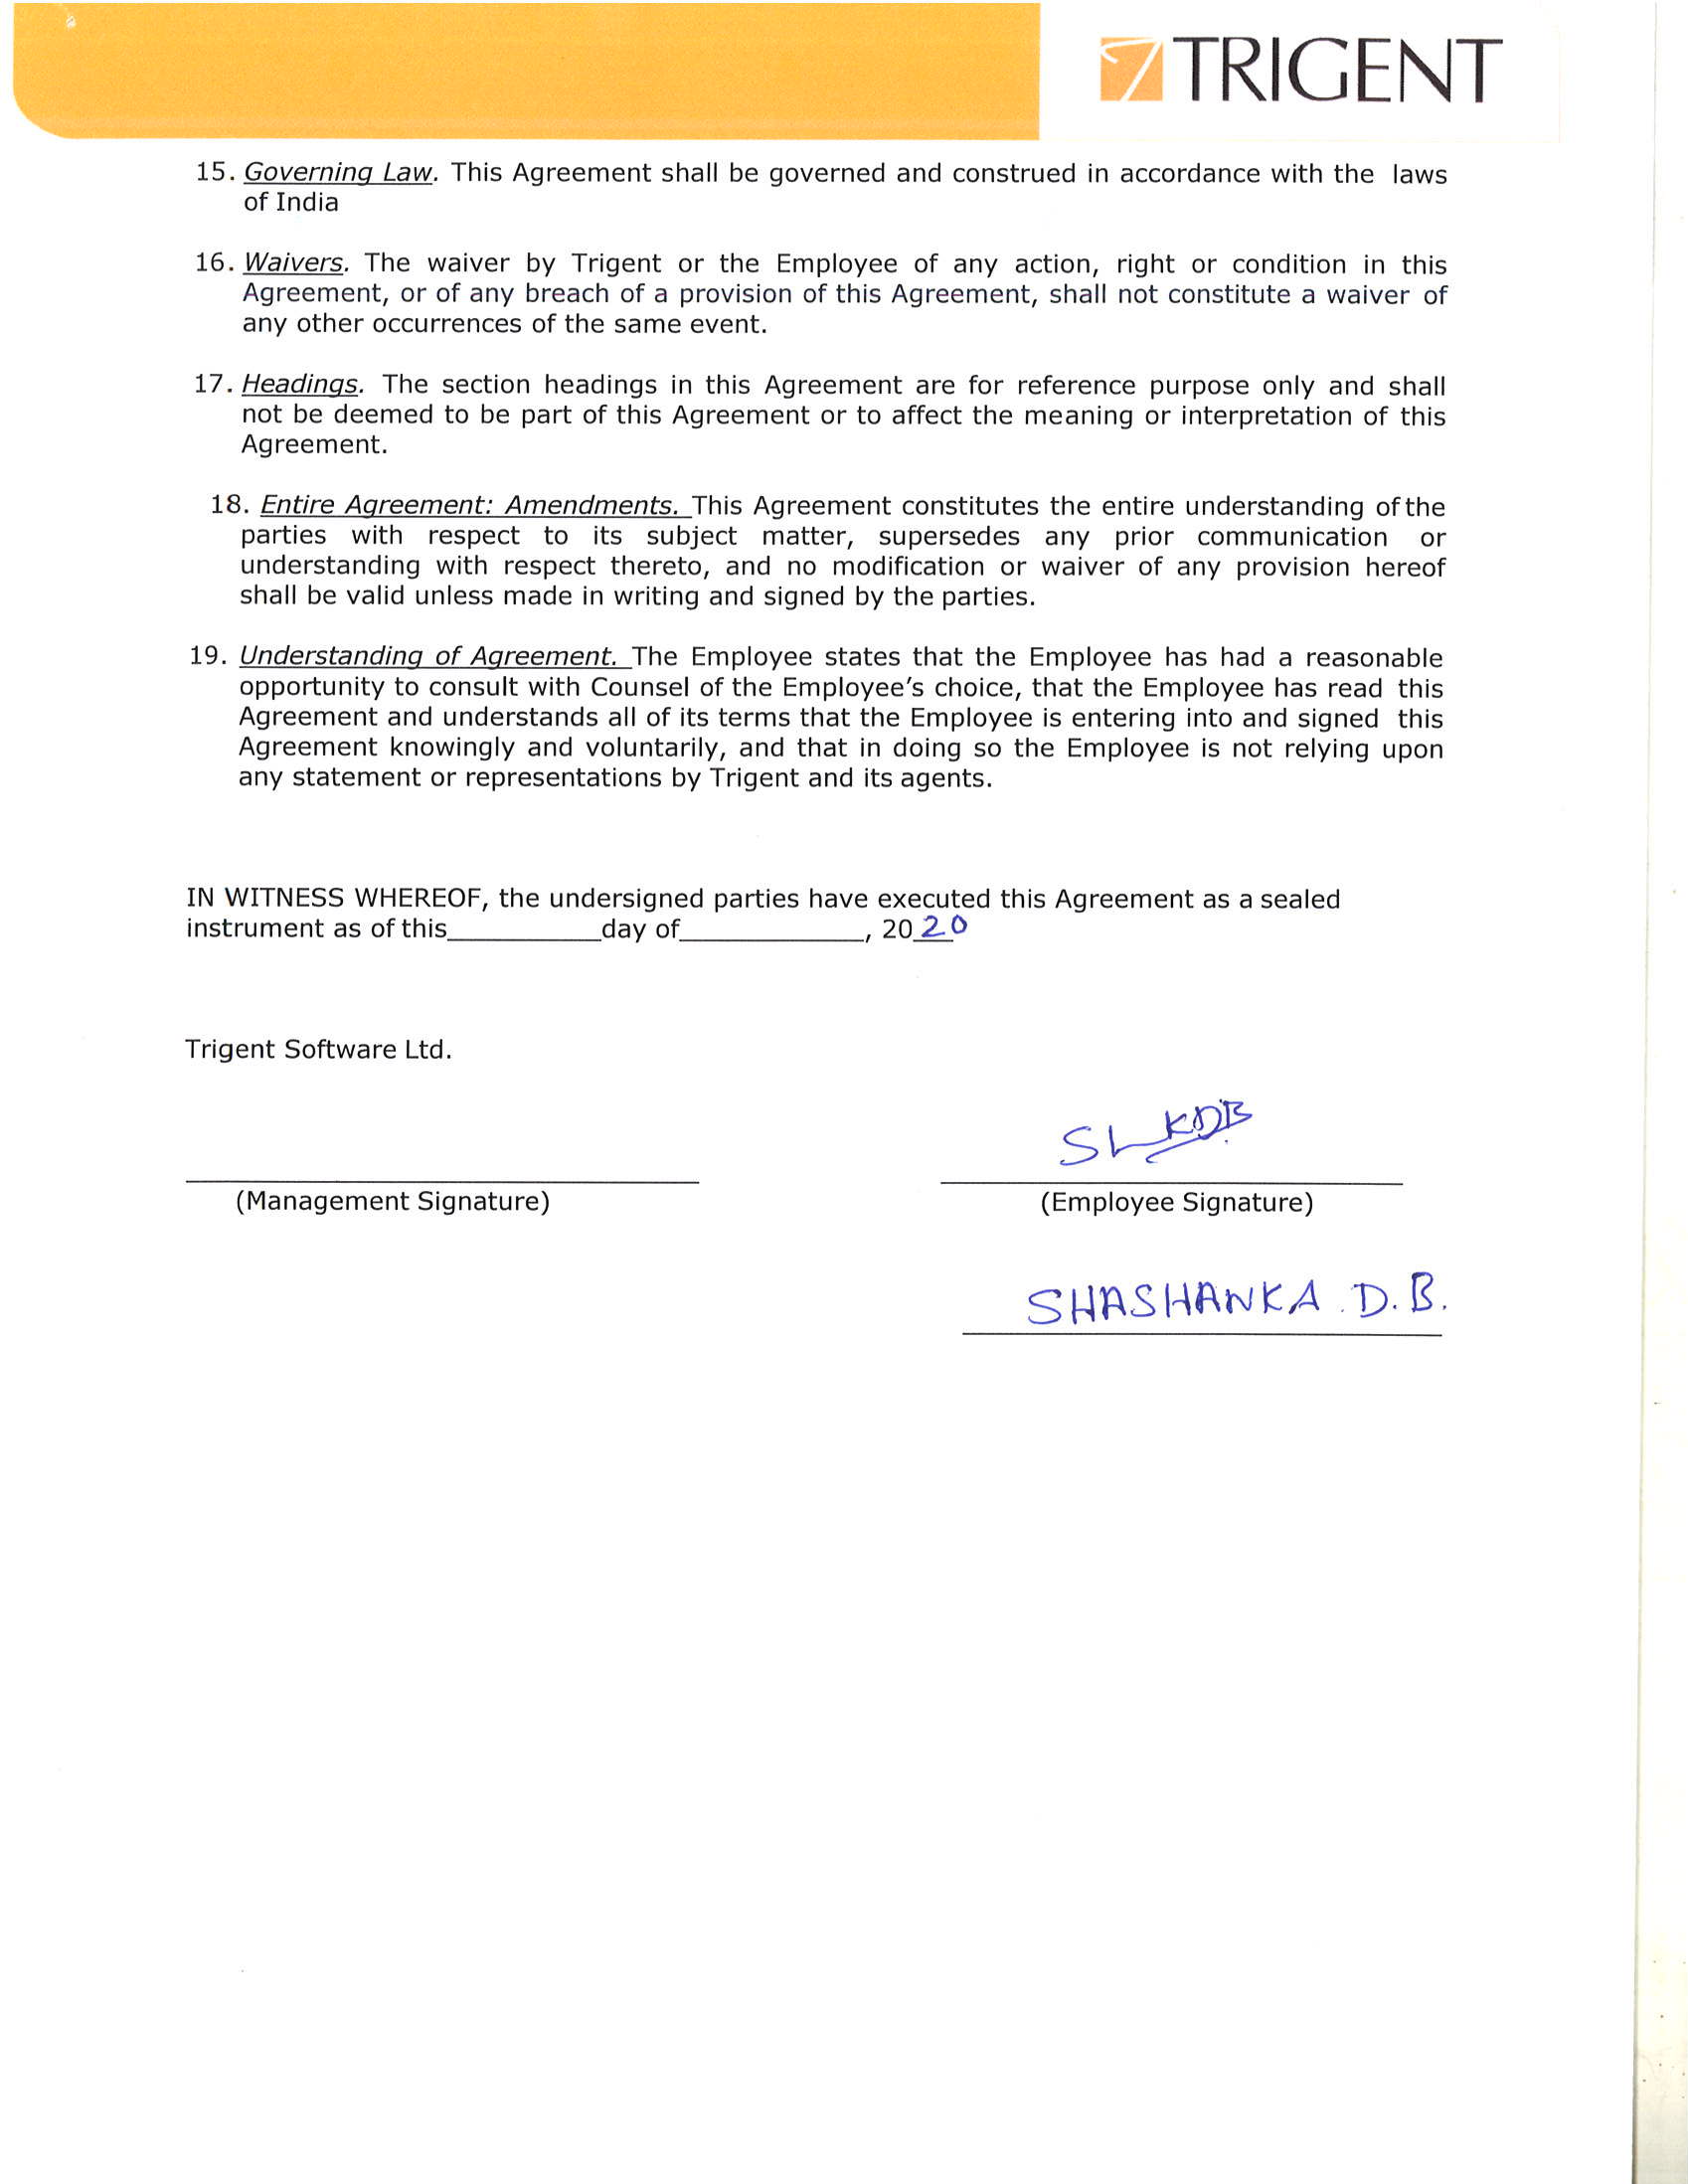 TRIGENT
15. Governing Law. This Agreement shall be governed and construed in accordance with the laws
of India
16. Waivers. The waiver by Trigent or the Employee of any action, right or condition in this
Agreement, or of any breach of a provision of this Agreement, shall not constitute a waiver of
any other occurrences of the same event.
17. Headings. The section headings in this Agreement are for reference purpose only and shall
not be deemed to be part of this Agreement or to affect the meaning or interpretation of this
Agreement.
18. Entire Agreement: Amendments. This Agreement constitutes the entire understanding of the
parties with respect to its subject matter, supersedes any prior communication or
understanding with respect thereto, and no modification or waiver of any provision hereof
shall be valid unless made in writing and signed by the parties.
19. Understanding of Agreement. The Employee states that the Employee has had a reasonable
opportunity to consult with Counsel of the Employee's choice, that the Employee has read this
Agreement and understands all of its terms that the Employee is entering into and signed this
Agreement knowingly and voluntarily, and that in doing so the Employee is not relying upon
any statement or representations by Trigent and its agents.
IN WITNESS WHEREOF, the undersigned parties have executed this Agreement as a sealed
instrument as of this__________day of____________, 2020
Trigent Software Ltd.
(Management Signature) (Employee Signature)
SHASHANKA . D. B.